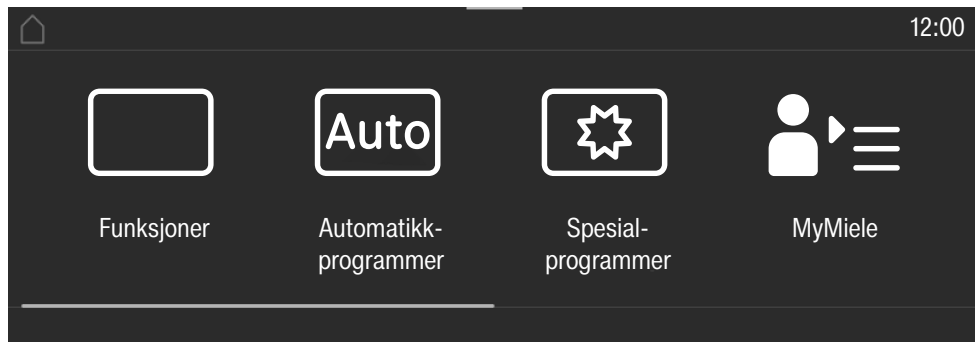 12:00
Auto
Funksjoner
Automatikk-
programmer
Spesial-
programmer
MyMiele